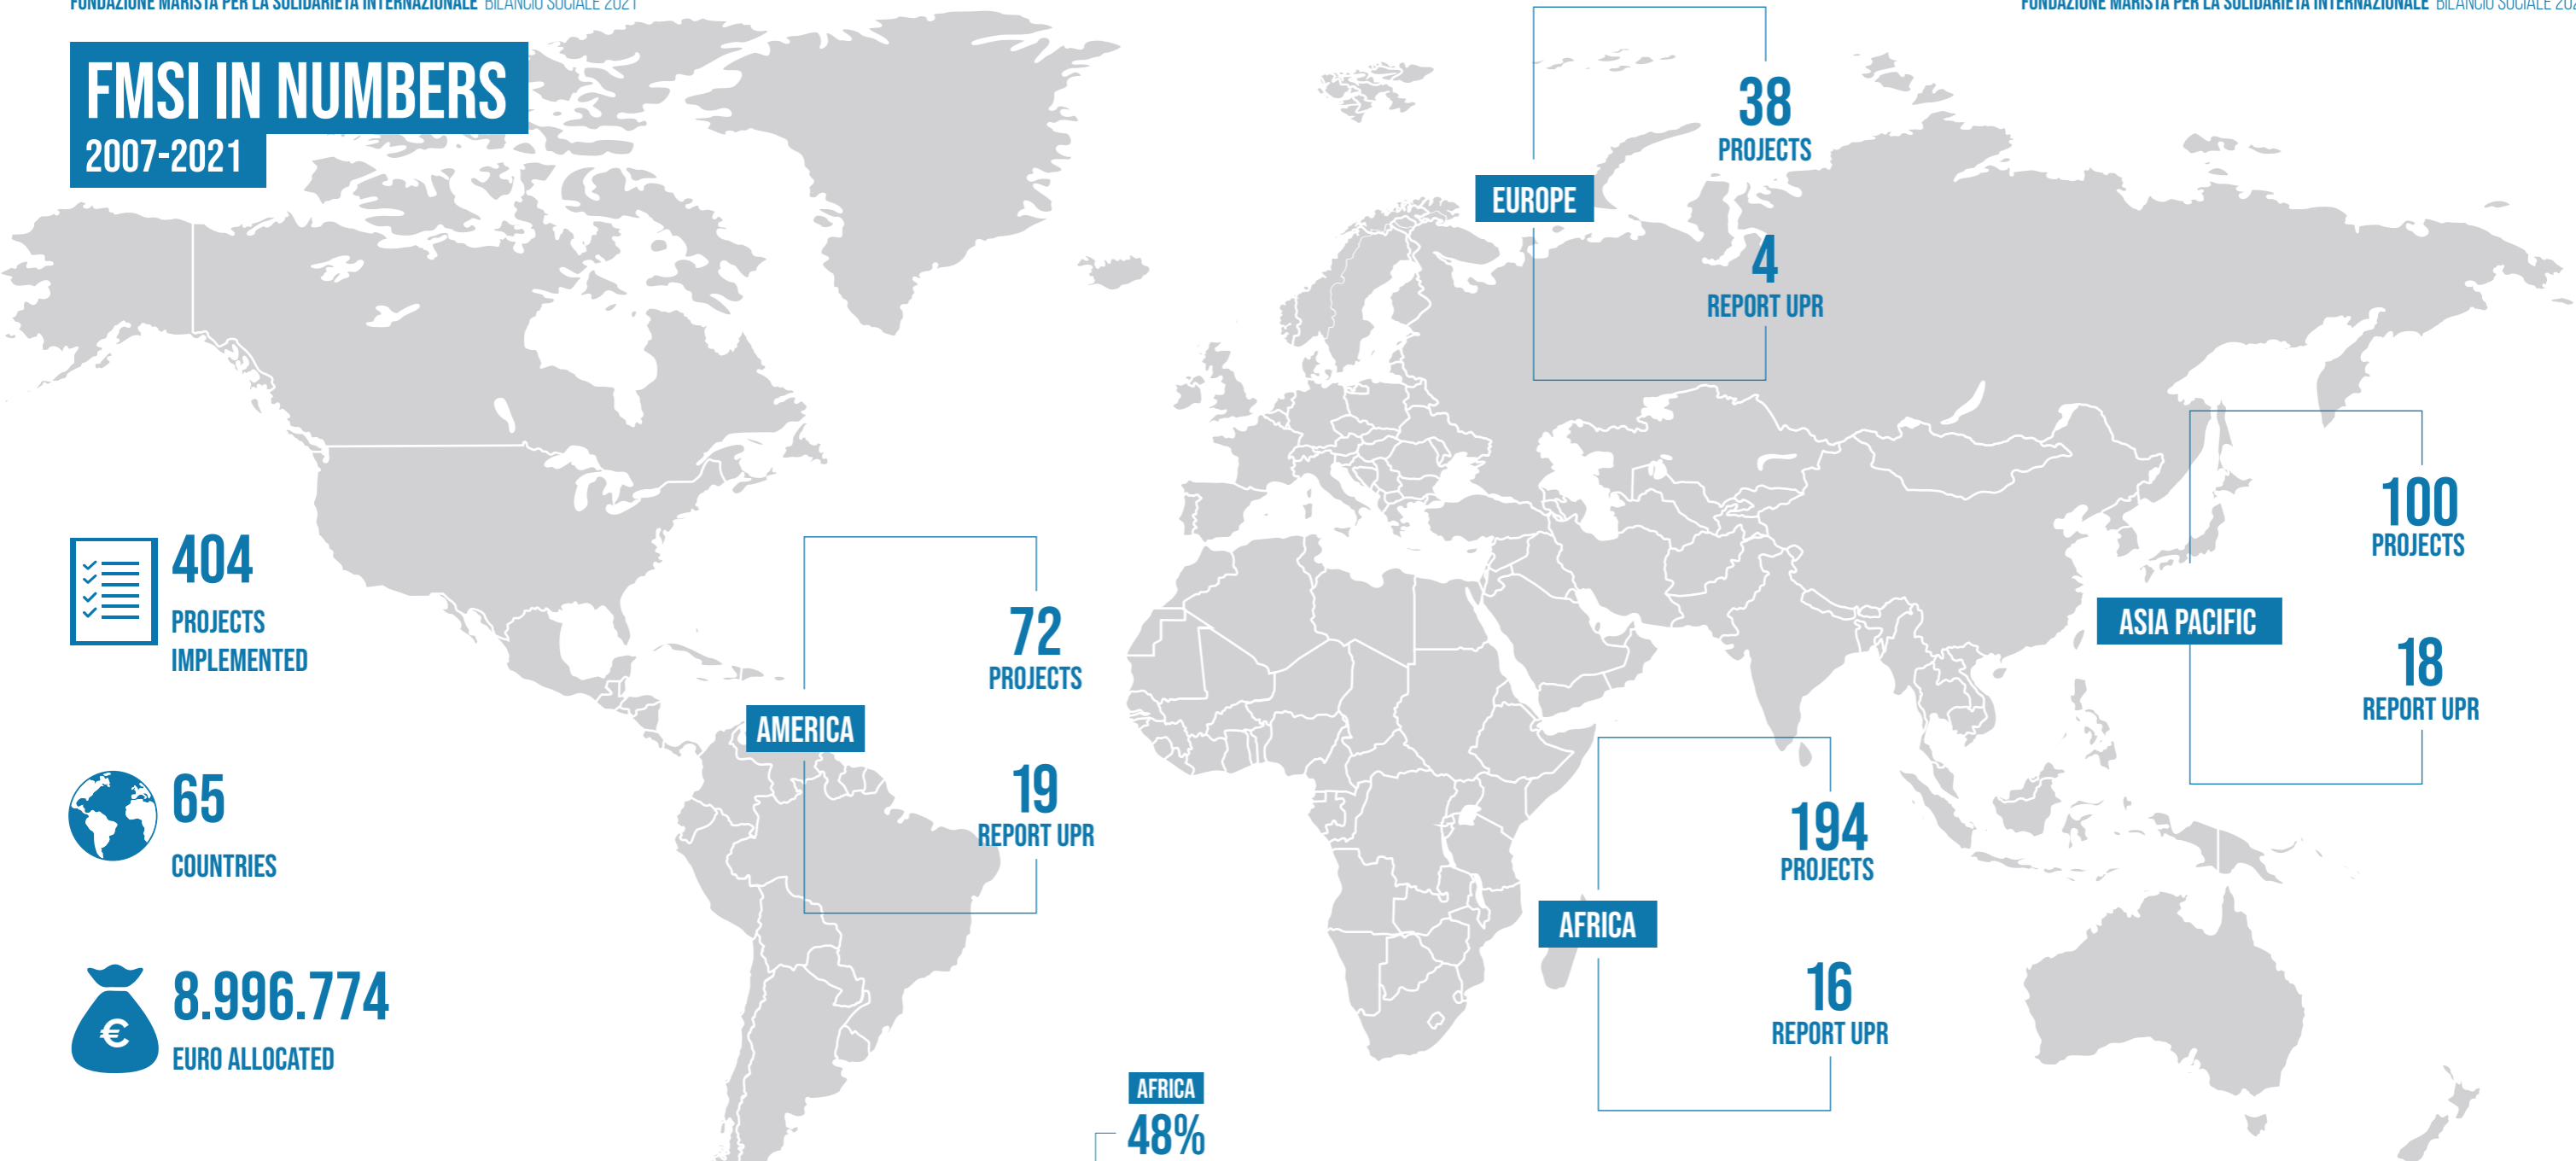 FONDAZIONE MARISTA PER LA SOLIDARIETÀ INTERNAZIONALE BILANCIO SOCIALE 2021
FONDAZIONE MARISTA PER LA SOLIDARIETÀ INTERNAZIONALE BILANCIO SOCIALE
FMSI IN NUMBERS
2007-2021
38
PROJECTS
EUROPE
4
REPORT UPR
404
PROJECTS
IMPLEMENTED
65
COUNTRIES
8.996.774
€
EURO ALLOCATED
72
PROJECTS
AMERICA
19
REPORT UPR
100
PROJECTS
ASIA PACIFIC
18
REPORT UPR
194
PROJECTS
AFRICA
16
REPORT UPR
AFRICA
48%